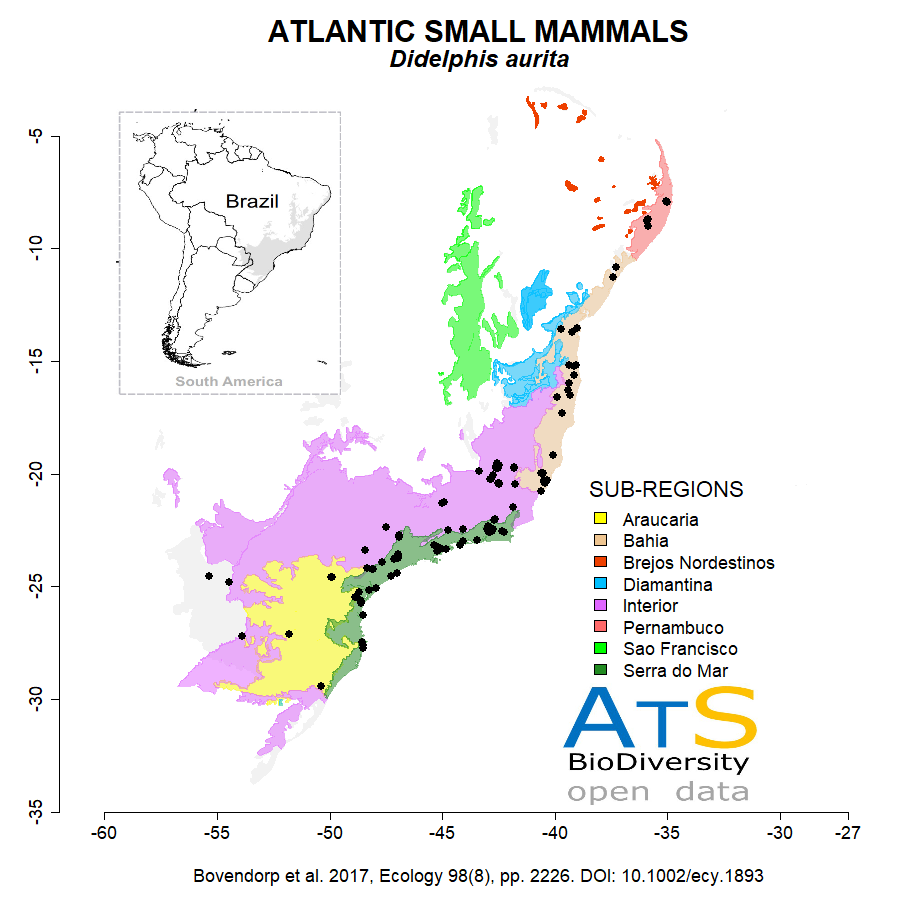 ATLANTIC SMALL MAMMALS
Didelphis aurita
-5
-10
-15
-20
-25
-30
-35
Brazil
South America
SUB-REGIONS
Araucaria
Bahia
Brejos Nordestinos
Diamantina
Interior
Pernambuco
Sao Francisco
Serra do Mar
ATS
BioDiversity
open data
-60 -55 -50 -45 -40 -35 -30 -27
Bovendorp et al. 2017, Ecology 98(8), pp. 2226. DOI: 10.1002/ecy.1893